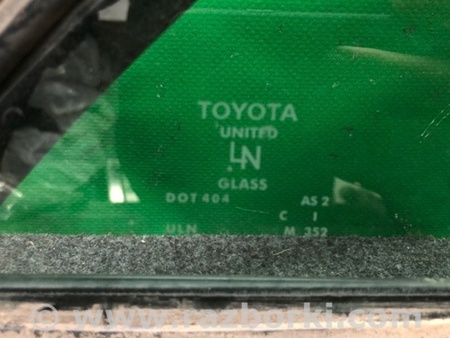 TOYOTA
UNITED
LN
GLASS
DOT 404 AS 2
C I
ULN M 352
© www.razborki.com